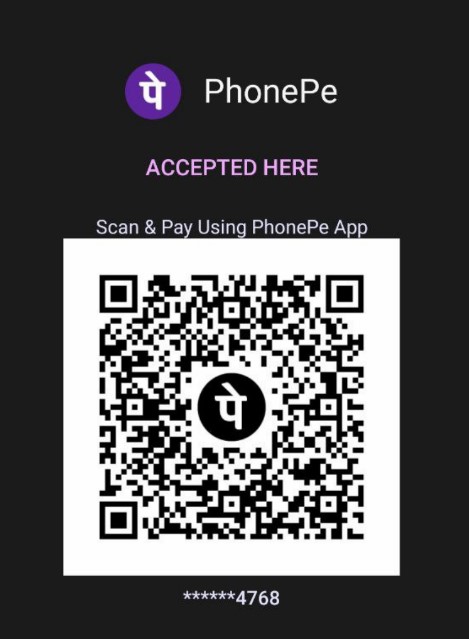 पे PhonePe
ACCEPTED HERE
Scan & Pay Using PhonePe App
पे
******4768